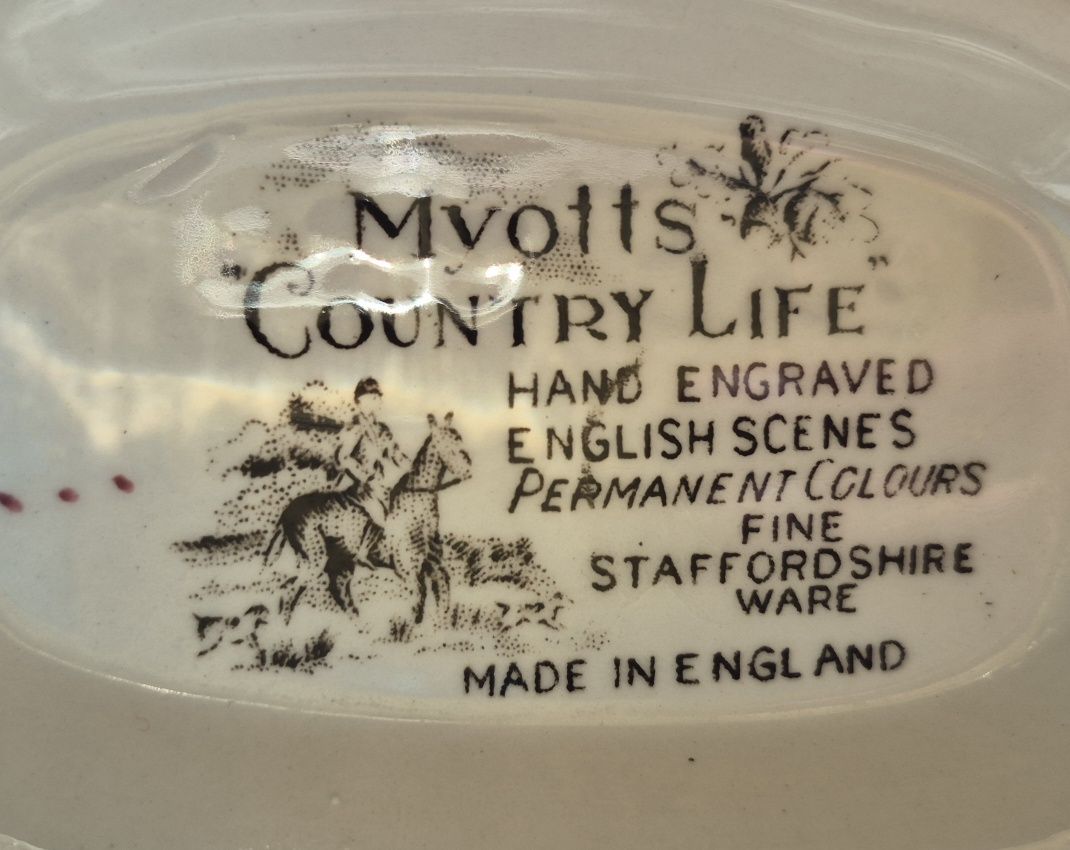 Myotts
"COUNTRY LIFE"
HAND ENGRAVED
ENGLISH SCENES
PERMANENT COLOURS
FINE
STAFFORDSHIRE
WARE
MADE IN ENGLAND